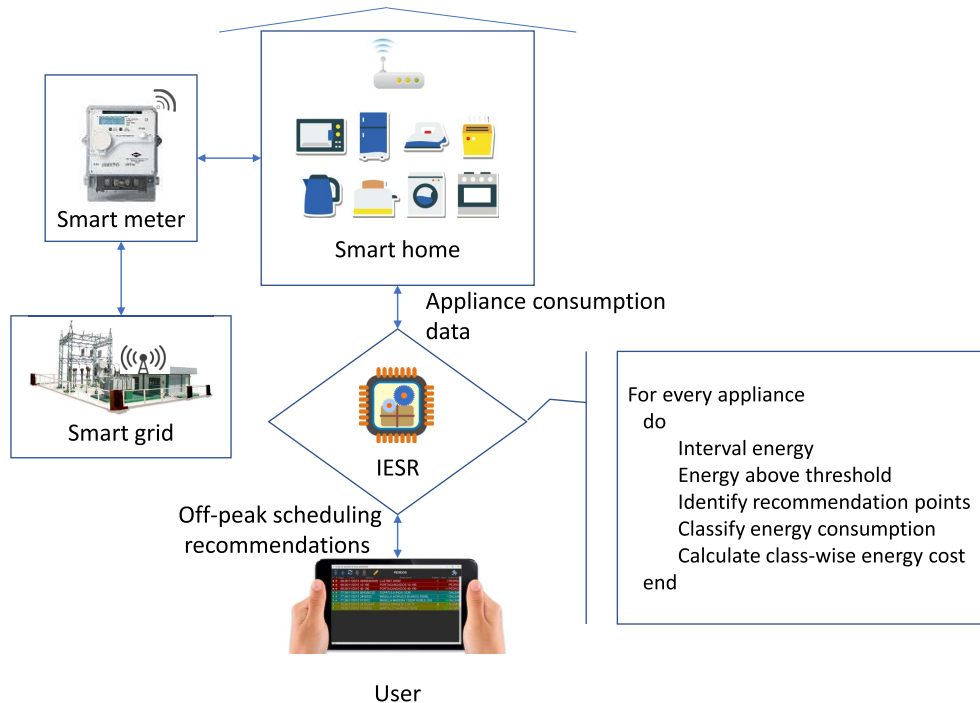 Smart meter
Smart home
Appliance consumption
data
Smart grid
IESR
For every appliance
do
Interval energy
Energy above threshold
Identify recommendation points
Classify energy consumption
Calculate class-wise energy cost
end
Off-peak scheduling
recommendations
User